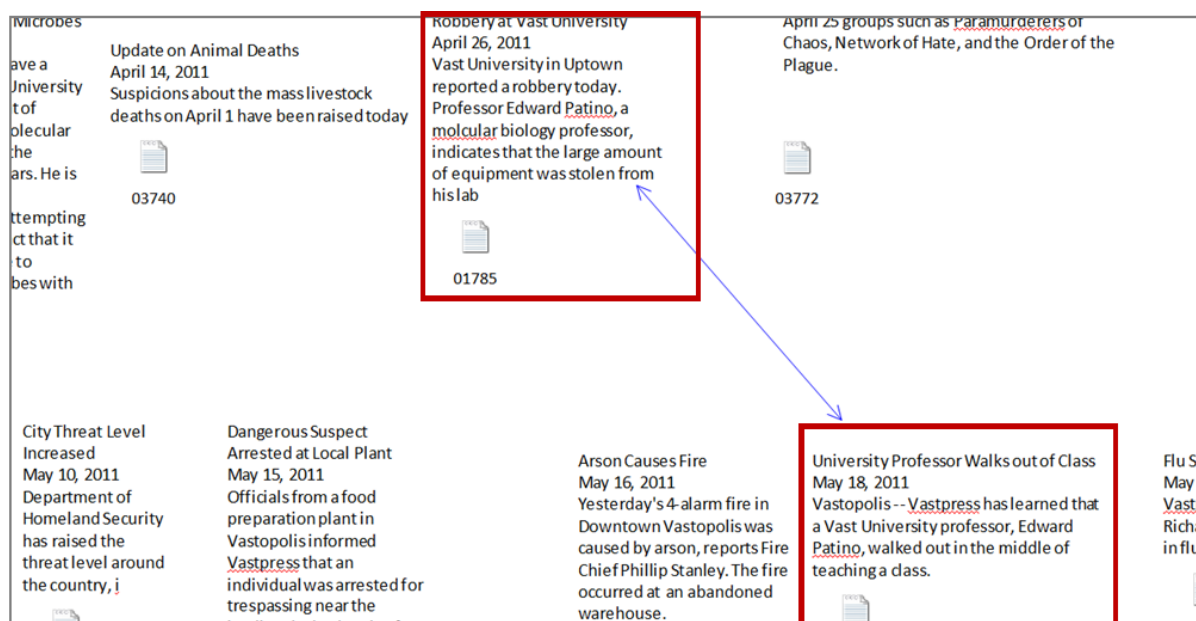 Microbes
ave a
University
t of
olecular
the
ars. He is
ttempting
ct that it
to
bes with
Update on Animal Deaths
April 14, 2011
Suspicions about the mass livestock
deaths on April 1 have been raised today
03740
Robbery at Vast University
April 26, 2011
Vast University in Uptown
reported a robbery today.
Professor Edward Patino, a
molcular biology professor,
indicates that the large amount
of equipment was stolen from
his lab
01785
April 25 groups such as Paramurderers of
Chaos, Network of Hate, and the Order of the
Plague.
03772
City Threat Level
Increased
May 10, 2011
Department of
Homeland Security
has raised the
threat level around
the country, i
Dangerous Suspect
Arrested at Local Plant
May 15, 2011
Officials from a food
preparation plant in
Vastopolis informed
Vastpress that an
individual was arrested for
trespassing near the
Arson Causes Fire
May 16, 2011
Yesterday's 4-alarm fire in
Downtown Vastopolis was
caused by arson, reports Fire
Chief Phillip Stanley. The fire
occurred at an abandoned
warehouse.
University Professor Walks out of Class
May 18, 2011
Vastopolis -- Vastpress has learned that
a Vast University professor, Edward
Patino, walked out in the middle of
teaching a class.
Flu S
May
Vast
Richa
in flu